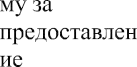 му за
предоставлен
ие